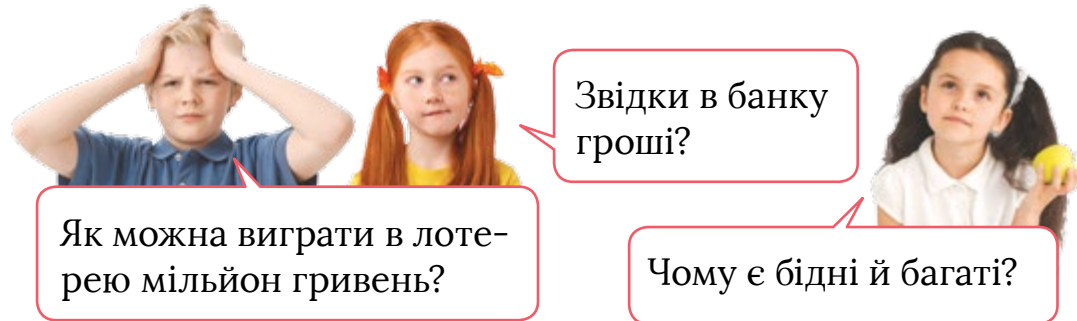 Звідки в банку
гроші?
Як можна виграти в лоте-
рею мільйон гривень?
Чому є бідні й багаті?